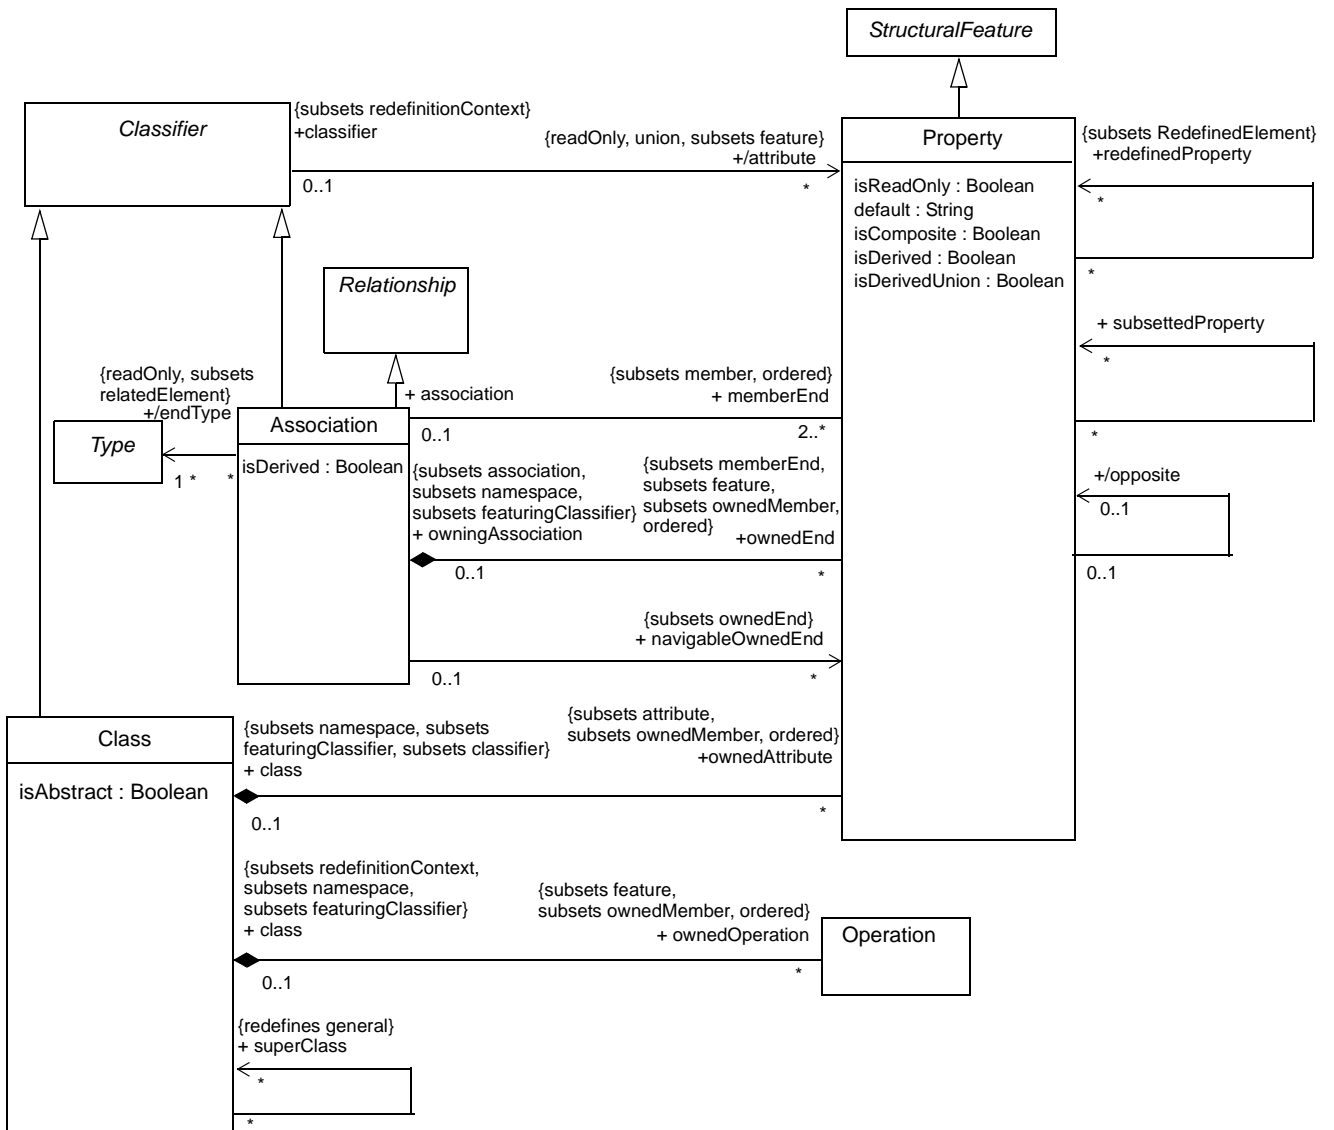 StructuralFeature
Classifier
{subsets redefinitionContext}
+classifier
0..1
{readOnly, union, subsets feature}
+/attribute
*
Property
isReadOnly : Boolean
default : String
isComposite : Boolean
isDerived : Boolean
isDerivedUnion : Boolean
{subsets RedefinedElement}
+redefinedProperty
*
*
+ subsettedProperty
*
*
+/opposite
0..1
0..1
Relationship
{readOnly, subsets
relatedElement}
+/endType
Type
1 *
*
Association
isDerived : Boolean
+ association
0..1
{subsets member, ordered}
+ memberEnd
2..*
{subsets association,
subsets namespace,
subsets featuringClassifier}
+ owningAssociation
0..1
{subsets memberEnd,
subsets feature,
subsets ownedMember,
ordered}
+ownedEnd
*
{subsets ownedEnd}
+ navigableOwnedEnd
0..1
*
Class
isAbstract : Boolean
{subsets namespace, subsets
featuringClassifier, subsets classifier}
+ class
0..1
{subsets attribute,
subsets ownedMember, ordered}
+ownedAttribute
*
{subsets redefinitionContext,
subsets namespace,
subsets featuringClassifier}
+ class
0..1
{subsets feature,
subsets ownedMember, ordered}
+ ownedOperation
*
Operation
{redefines general}
+ superClass
*
*